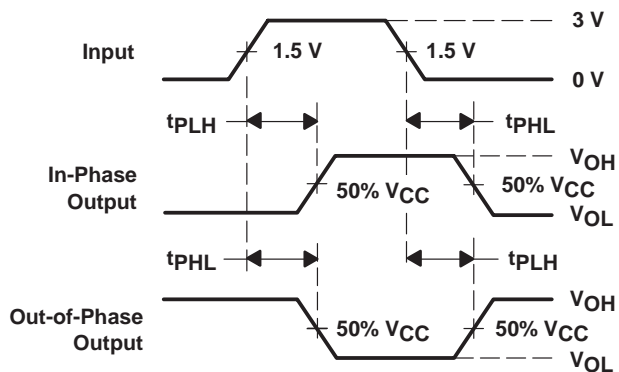 3 V
Input
1.5 V
1.5 V
0 V
tPLH
tPHL
In-Phase
Output
VOH
50% VCC
50% VCC
VOL
tPHL
tPLH
Out-of-Phase
Output
VOH
50% VCC
50% VCC
VOL